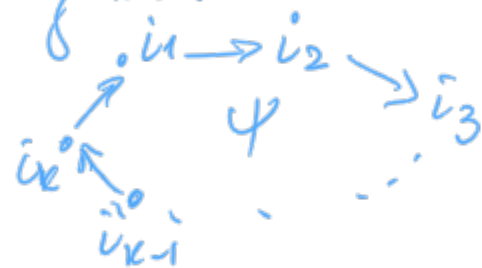 i₁ → i₂
i₃
ψ
iₖ
iₖ₋₁